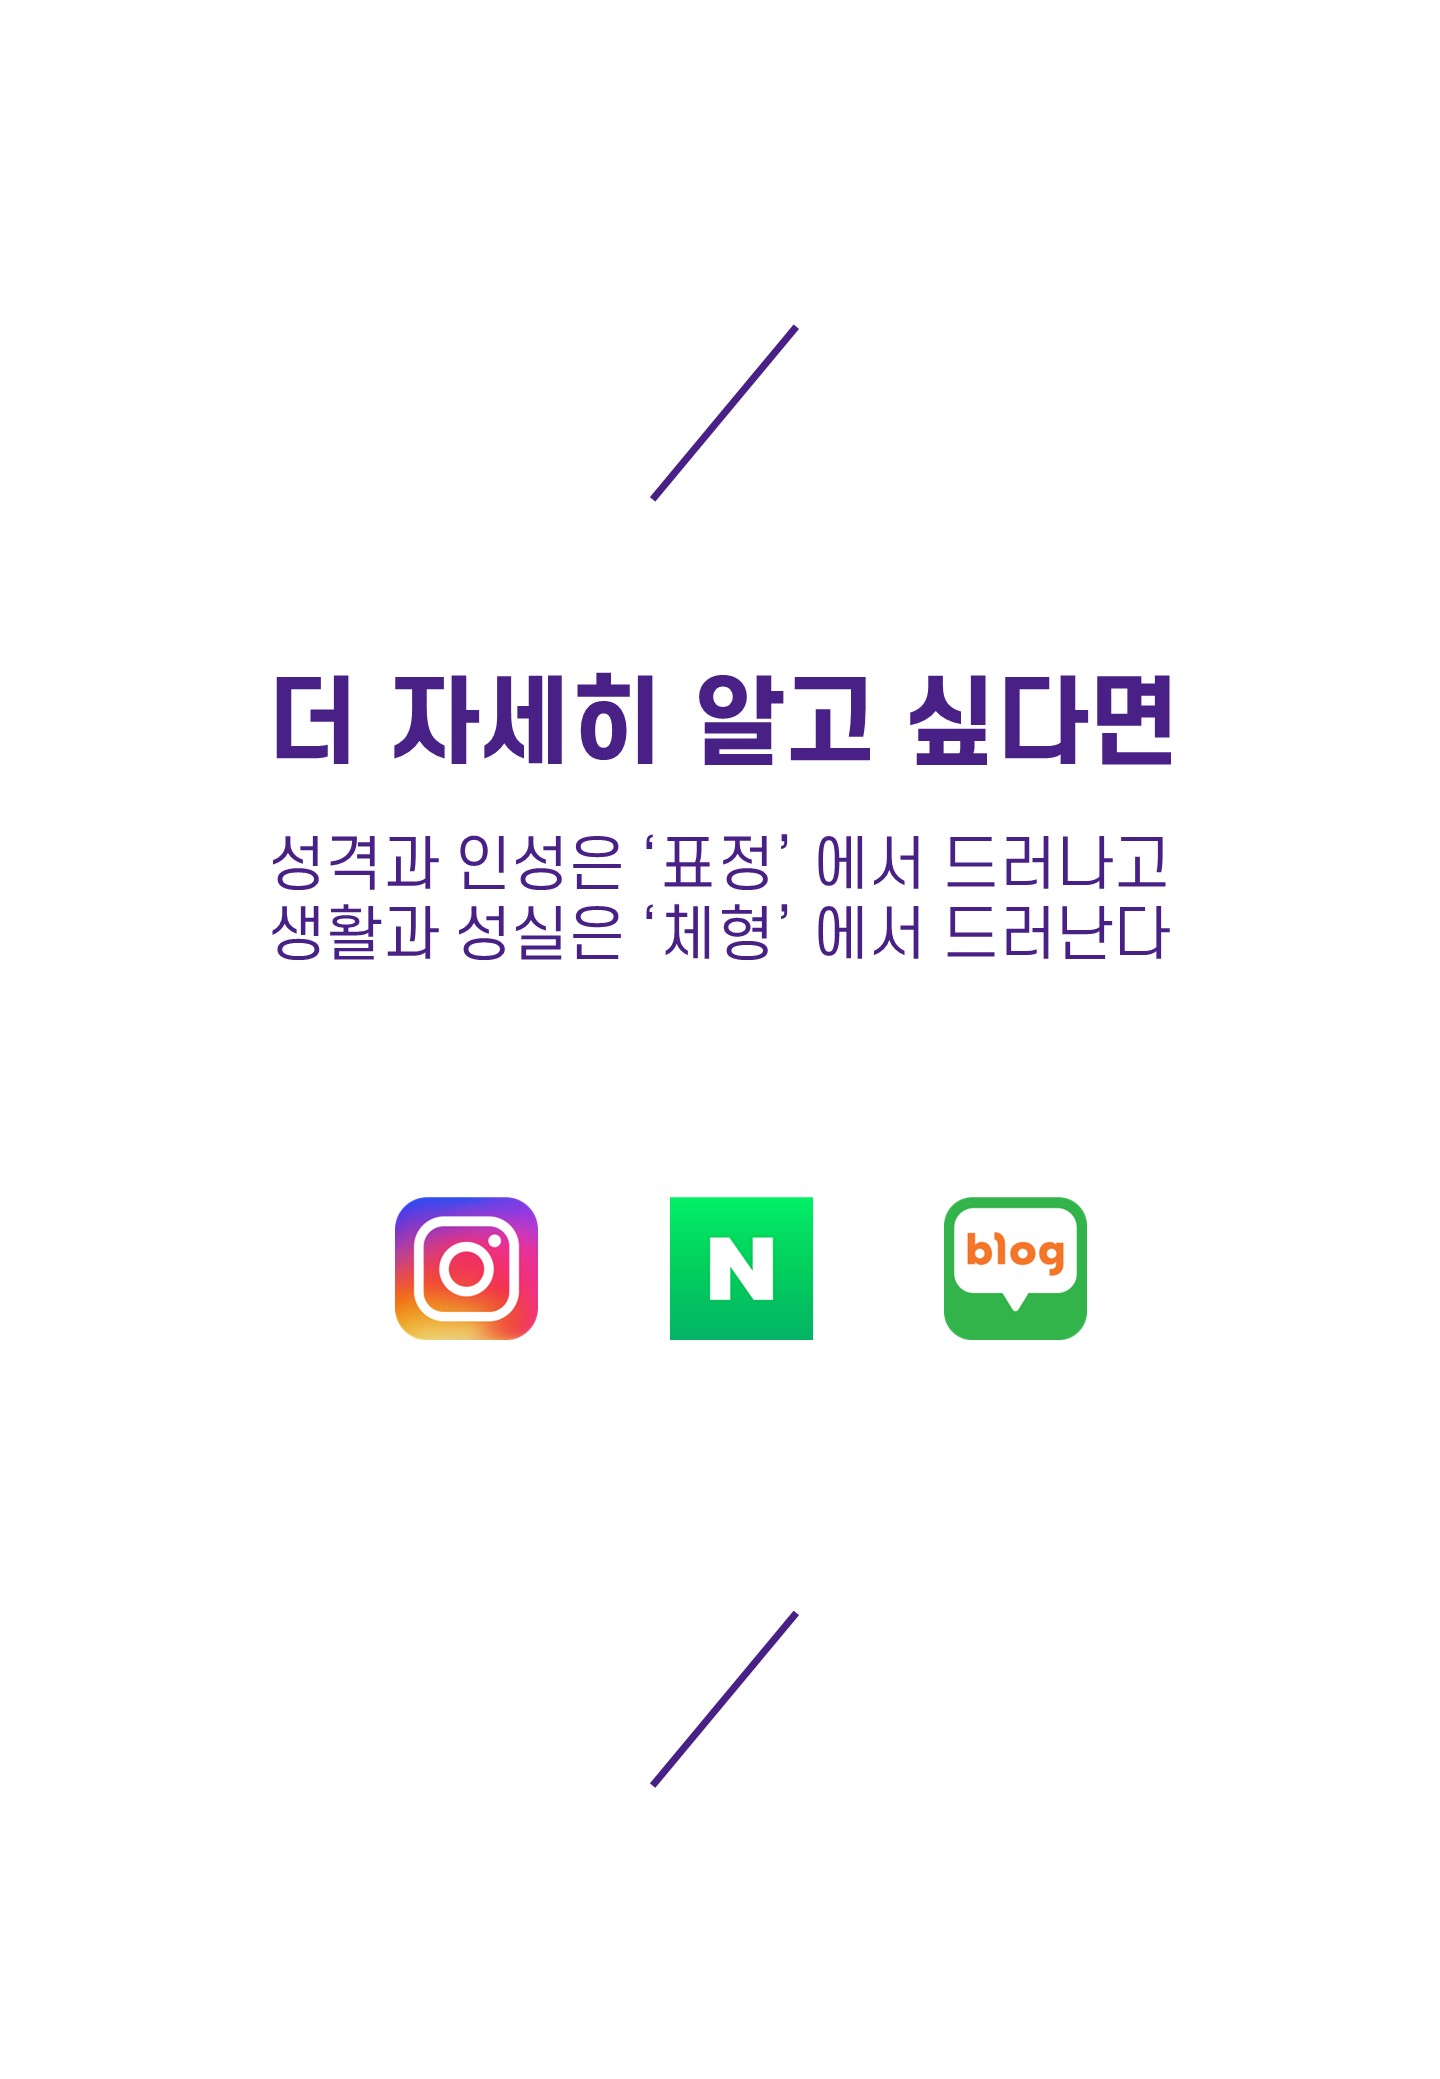 더 자세히 알고 싶다면
성격과 인성은 ‘표정’ 에서 드러나고
생활과 성실은 ‘체형’ 에서 드러난다
N
blog